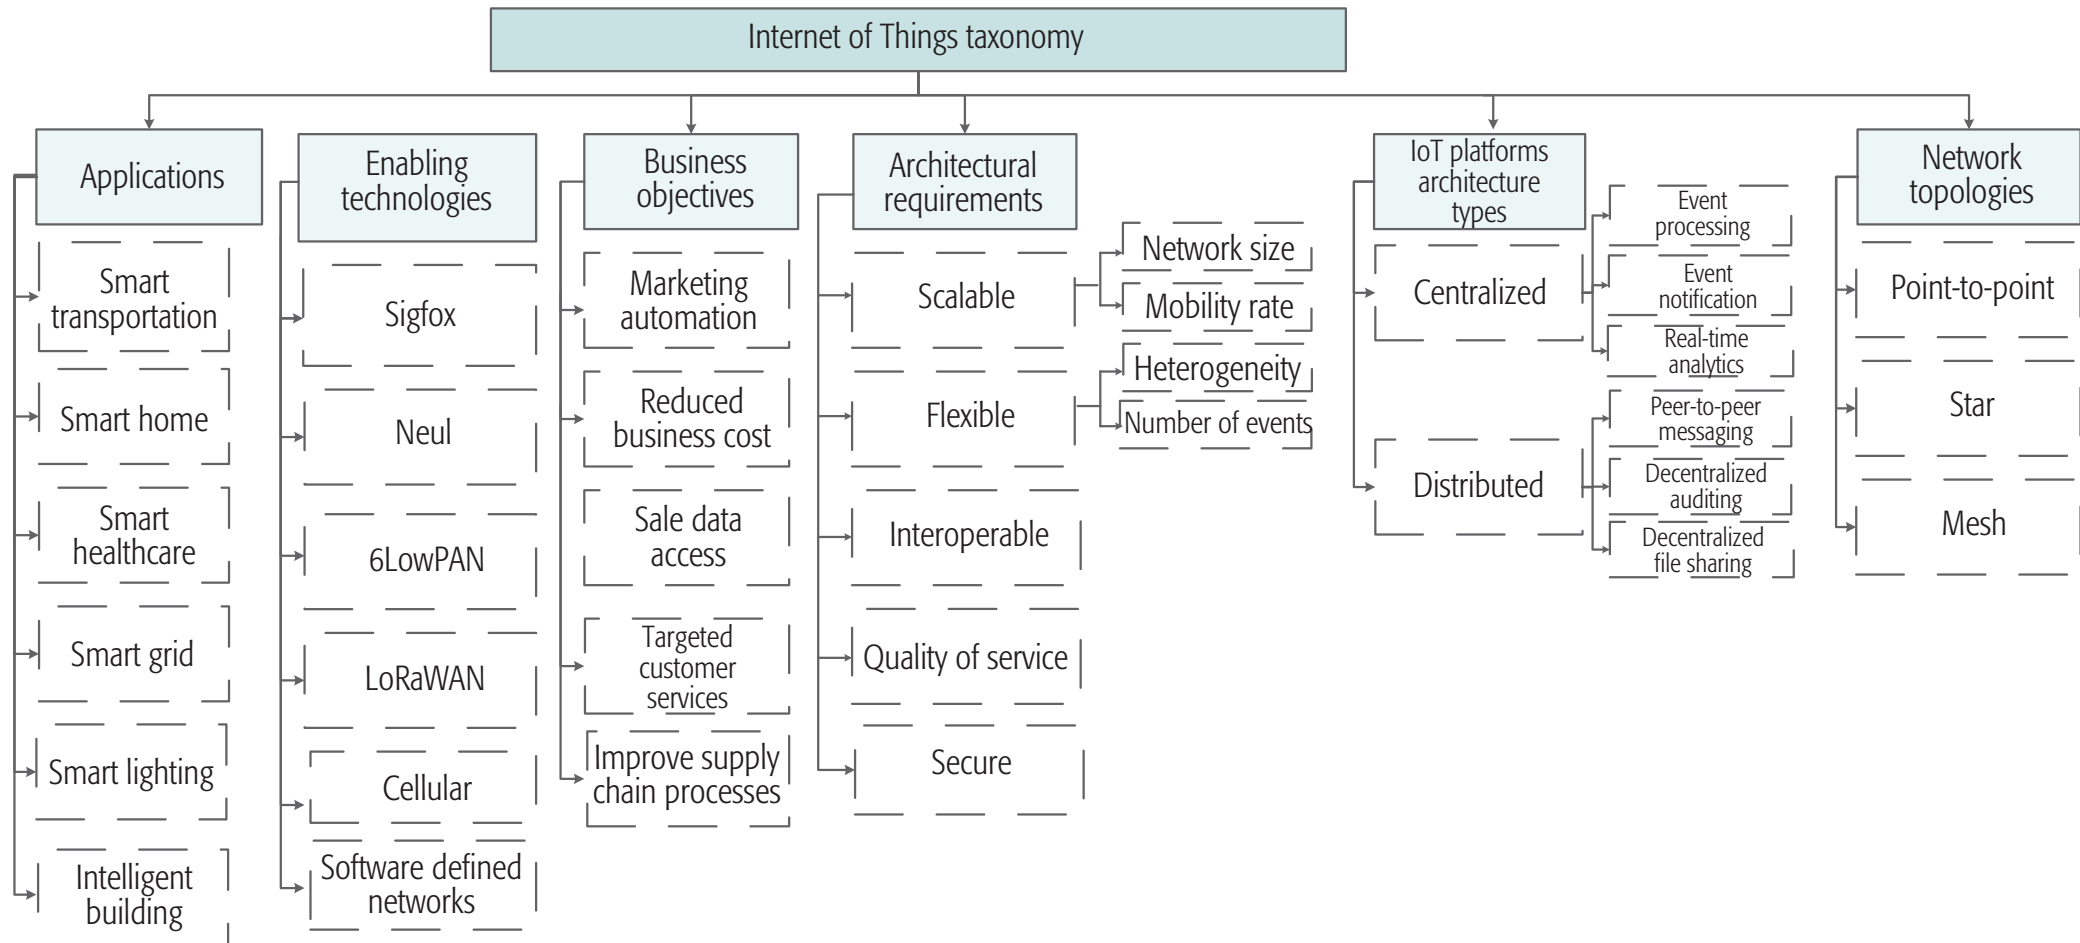 Internet of Things taxonomy
Applications
Smart
transportation
Smart home
Smart
healthcare
Smart grid
Smart lighting
Intelligent
building
Enabling
technologies
Sigfox
Neul
6LowPAN
LoRaWAN
Cellular
Software defined
networks
Business
objectives
Marketing
automation
Reduced
business cost
Sale data
access
Targeted
customer
services
Improve supply
chain processes
Architectural
requirements
Scalable
Network size
Mobility rate
Flexible
Heterogeneity
Number of events
Interoperable
Quality of service
Secure
IoT platforms
architecture
types
Centralized
Event
processing
Event
notification
Real-time
analytics
Distributed
Peer-to-peer
messaging
Decentralized
auditing
Decentralized
file sharing
Network
topologies
Point-to-point
Star
Mesh